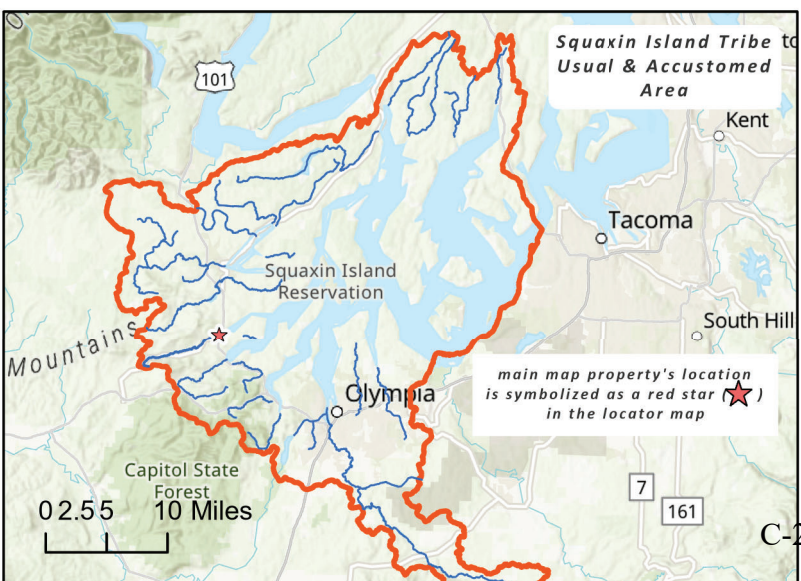 Squaxin Island Tribe
Usual & Accustomed
Area
101
Kent
Tacoma
Squaxin Island
Reservation
South Hill
Mountains
main map property's location
is symbolized as a red star ( )
in the locator map
Olympia
Capitol State
Forest
7
161
0 2.5 5 10 Miles